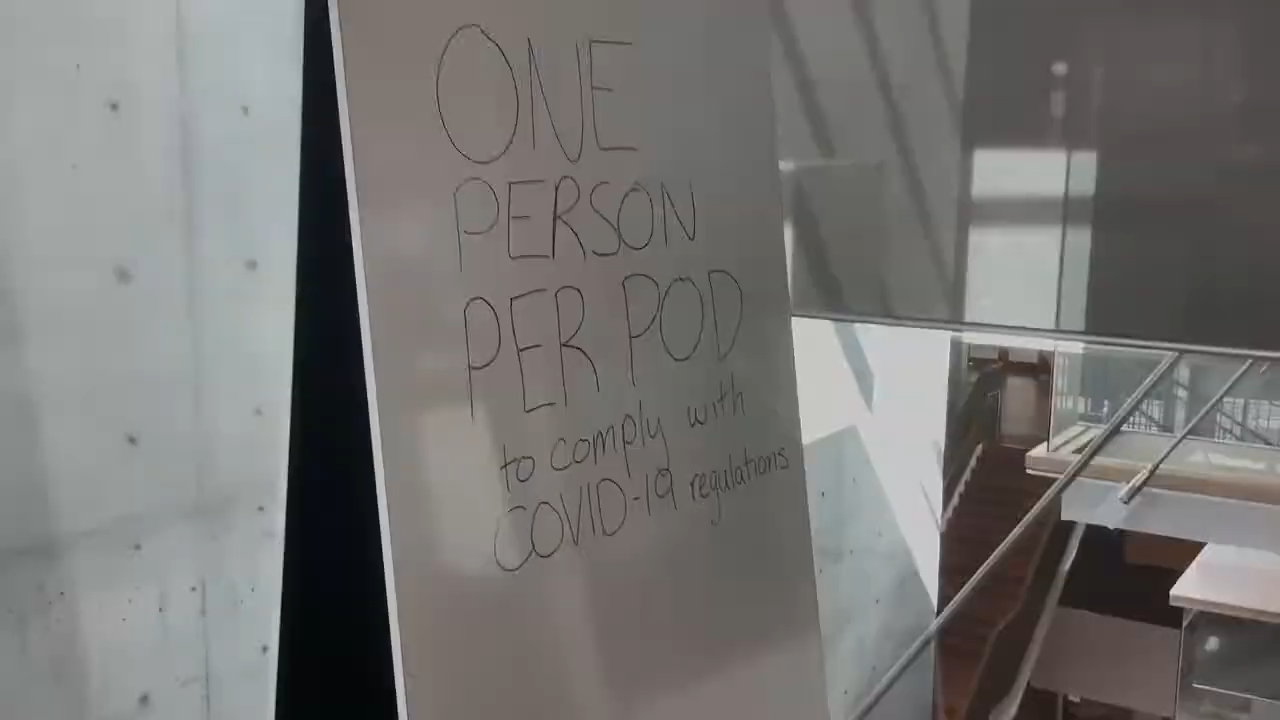 ONE
PERSON
PER POD
to comply with
COVID-19 regulations